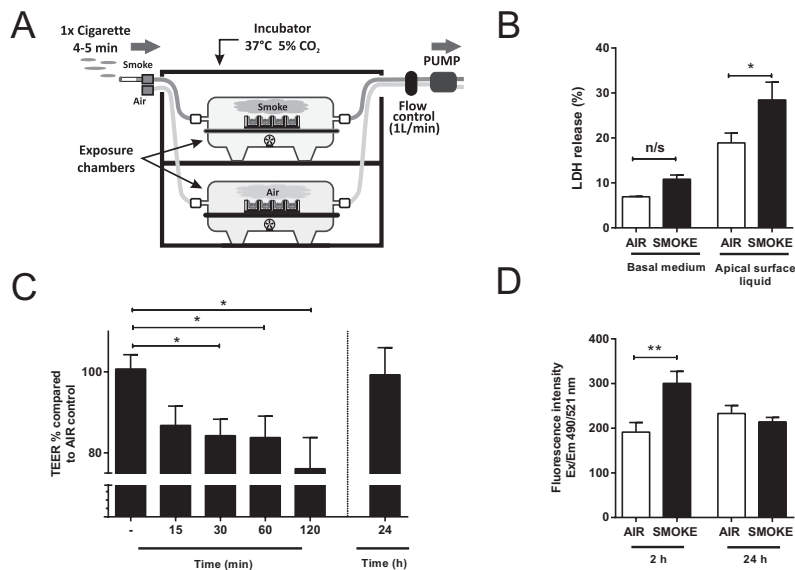 A
1x Cigarette
4-5 min
Smoke
Air
Incubator
37°C 5% CO₂
PUMP
Flow
control
(1L/min)
Exposure
chambers
Smoke
Air
B
LDH release (%)
40
30
20
10
0
n/s
*
AIR SMOKE AIR SMOKE
Basal medium
Apical surface
liquid
C
TEER % compared
to AIR control
100
80
*
*
*
- 15 30 60 120 24
Time (min) Time (h)
D
Fluorescence intensity
Ex/Em 490/521 nm
400
300
200
100
0
**
AIR SMOKE AIR SMOKE
2 h 24 h